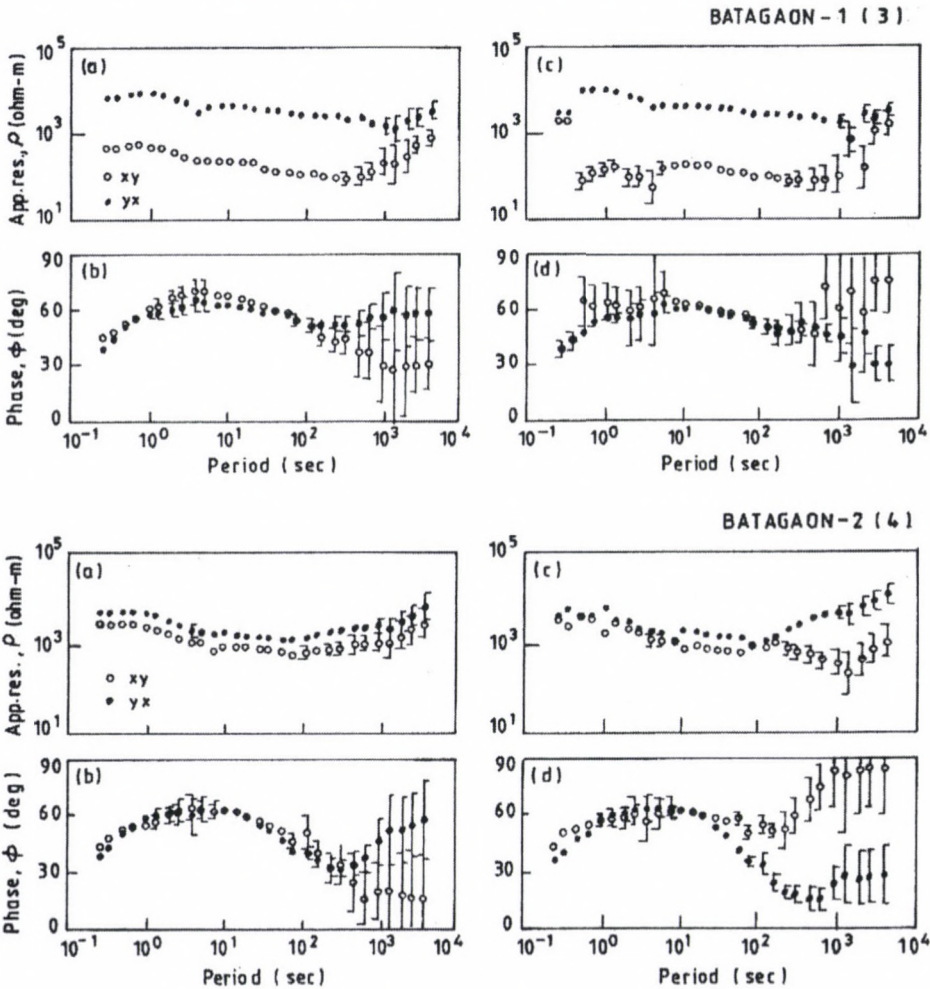 BATAGAON-1 (3)
App.res., ρ (ohm-m)
10^5
10^3
10^1
(a)
xy
yx
10^5
10^3
10^1
(c)
Phase, ϕ (deg)
90
60
30
0
(b)
10^-1 10^0 10^1 10^2 10^3 10^4
Period (sec)
90
60
30
0
(d)
10^-1 10^0 10^1 10^2 10^3 10^4
Period (sec)
BATAGAON-2 (4)
App.res., ρ (ohm-m)
10^5
10^3
10^1
(a)
xy
yx
10^5
10^3
10^1
(c)
Phase, ϕ (deg)
90
60
30
0
(b)
10^-1 10^0 10^1 10^2 10^3 10^4
Period (sec)
90
60
30
0
(d)
10^-1 10^0 10^1 10^2 10^3 10^4
Period (sec)